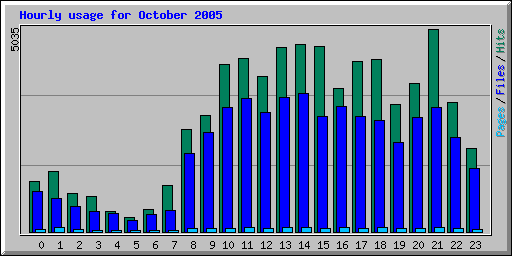 Hourly usage for October 2005
5035
Pages / Files / Hits
0 1 2 3 4 5 6 7 8 9 10 11 12 13 14 15 16 17 18 19 20 21 22 23